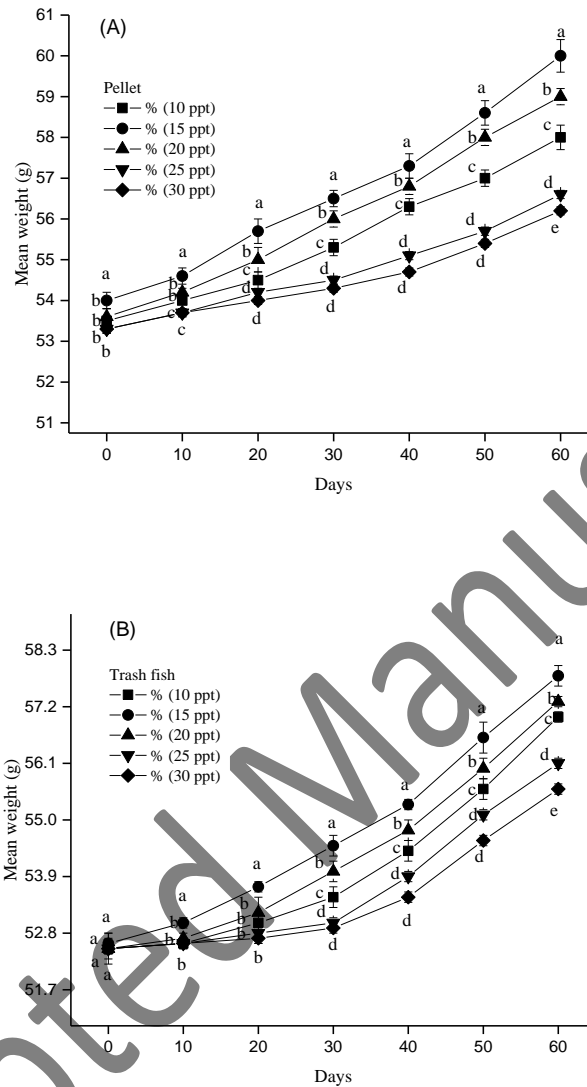 (A)
Pellet
% (10 ppt)
% (15 ppt)
% (20 ppt)
% (25 ppt)
% (30 ppt)
Mean weight (g)
61
60
59
58
57
56
55
54
53
52
51
a
b
b
b
b
a
b
b
c
c
a
b
c
d
d
a
b
c
d
d
a
b
c
d
d
a
b
c
d
d
a
b
c
d
e
0 10 20 30 40 50 60
Days
(B)
Trash fish
% (10 ppt)
% (15 ppt)
% (20 ppt)
% (25 ppt)
% (30 ppt)
Mean weight (g)
58.3
57.2
56.1
55.0
53.9
52.8
51.7
a
a
a
a
a
b
b
b
a
b
b
b
a
b
c
d
d
a
b
c
d
d
a
b
c
d
d
a
b
c
d
e
0 10 20 30 40 50 60
Days